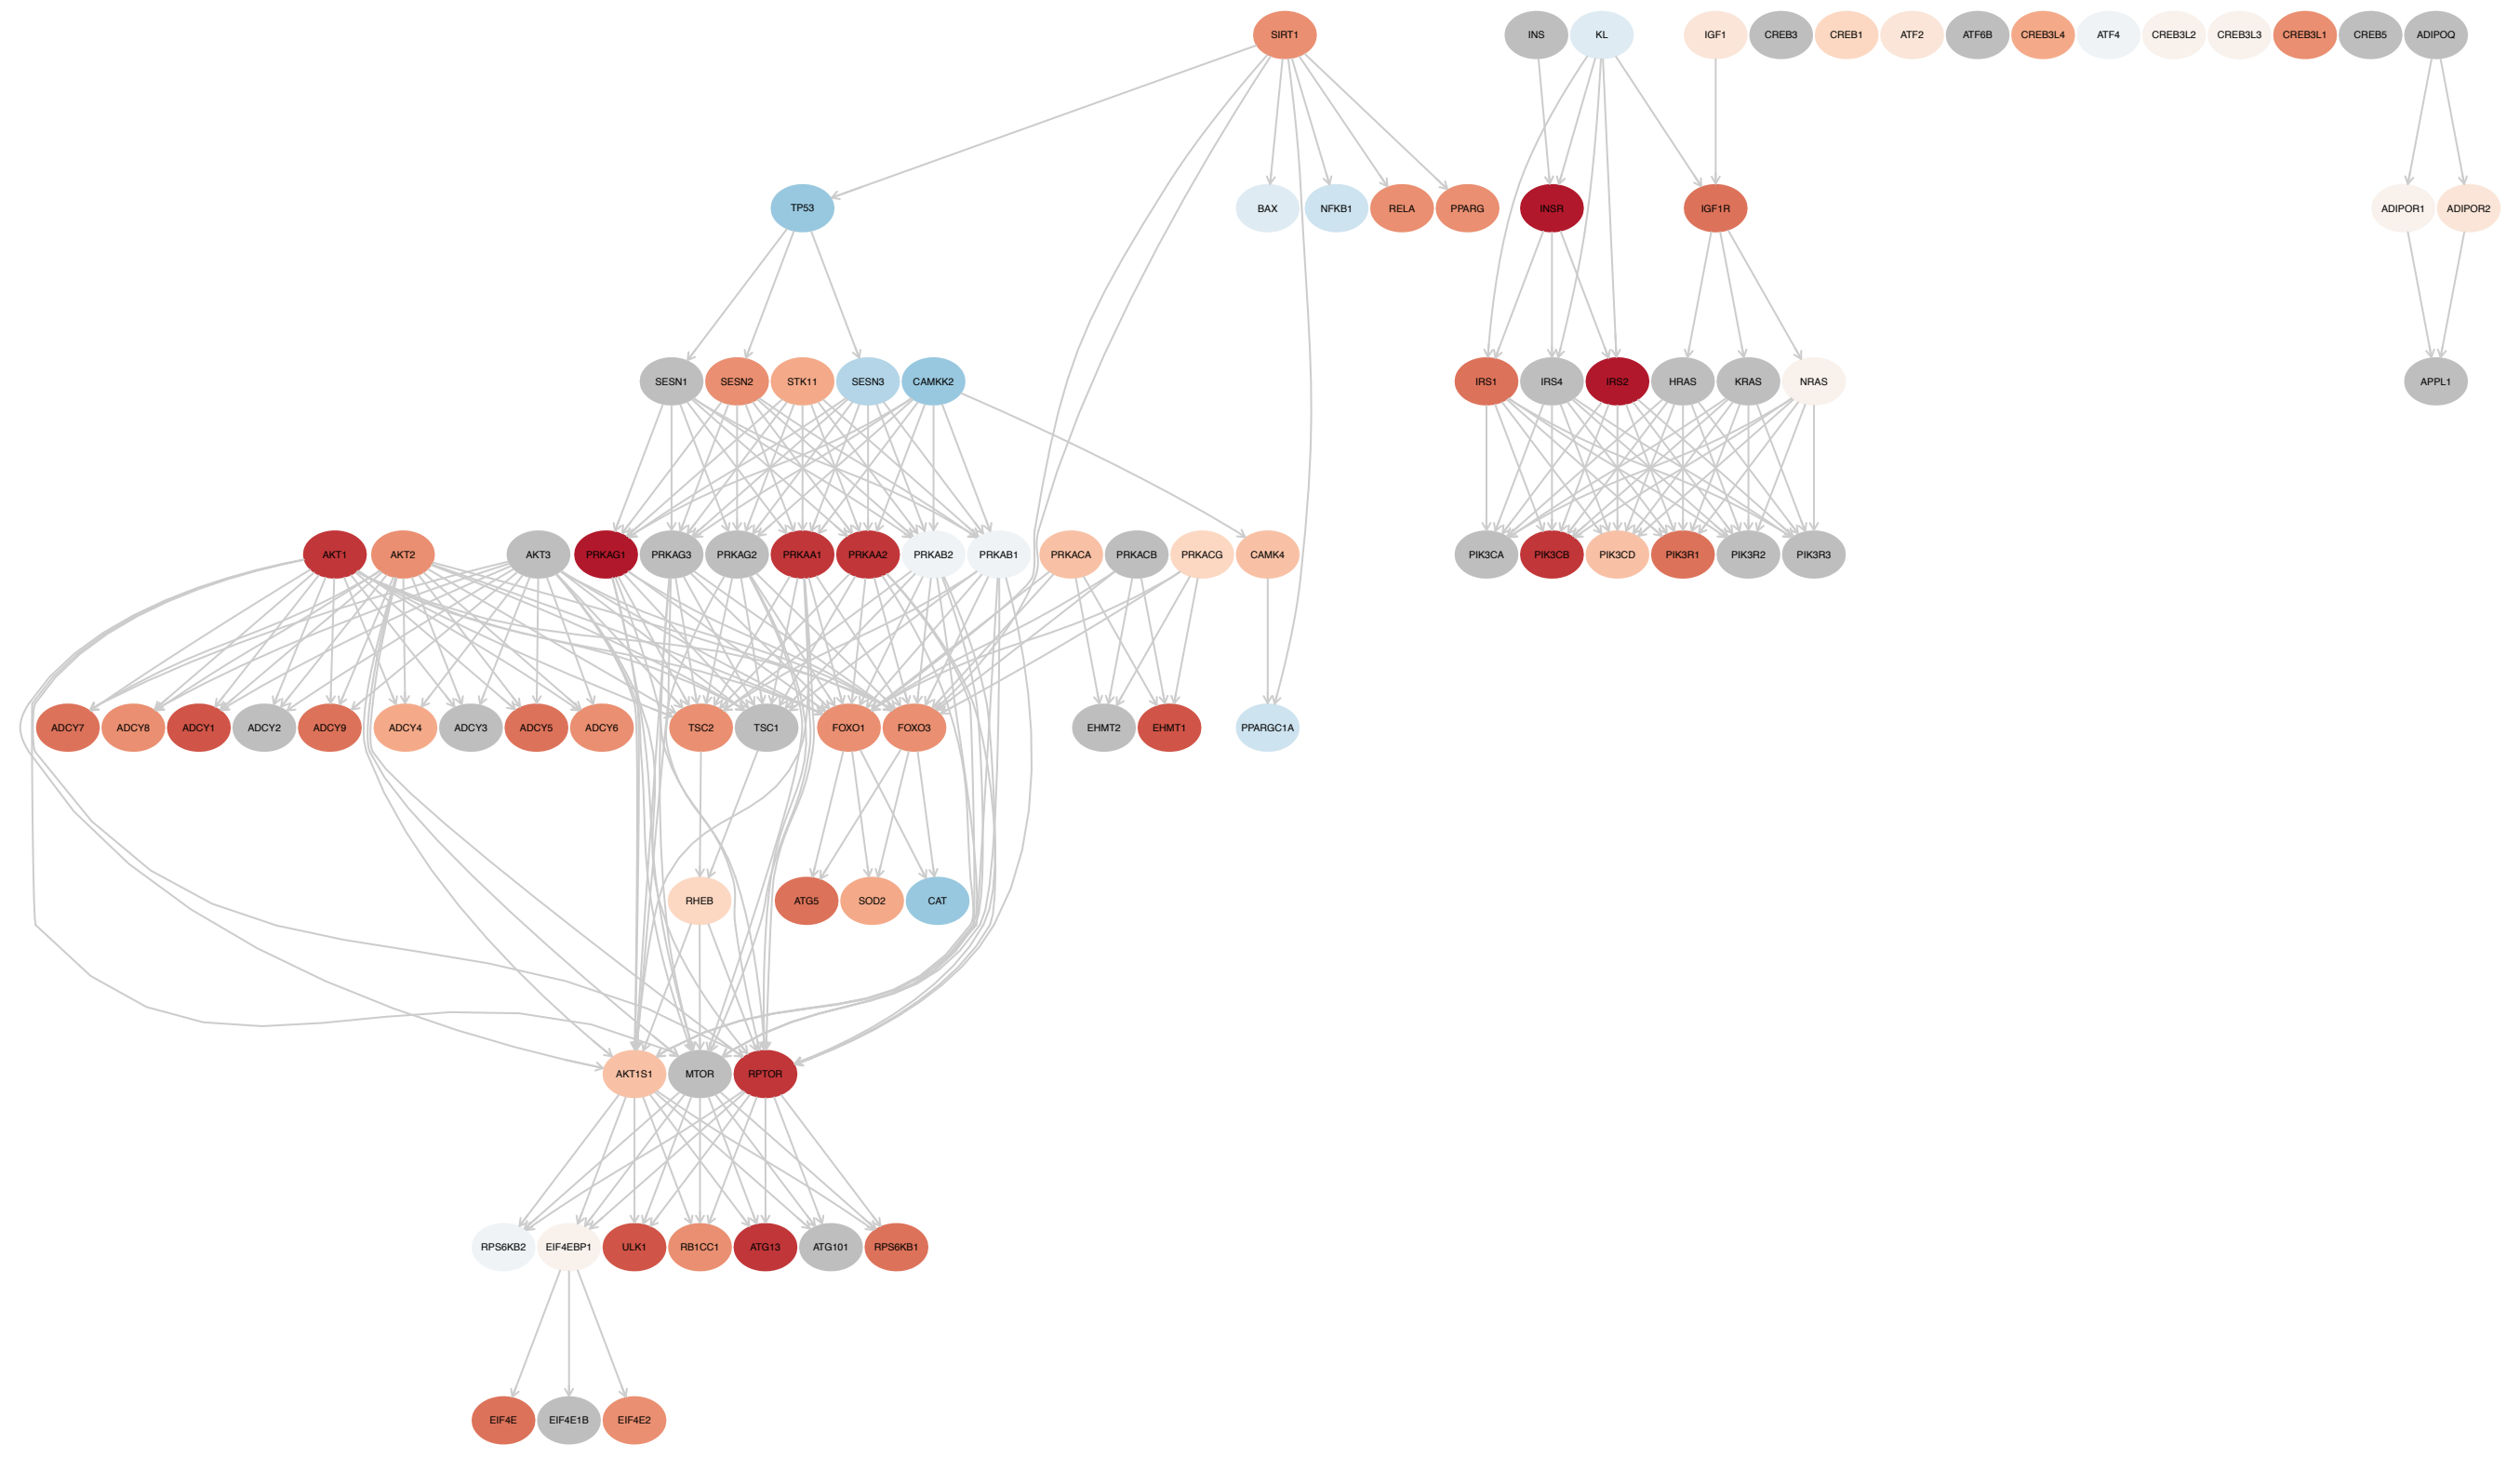 SIRT1
INS
KL
IGF1
CREB3
CREB1
ATF2
ATF6B
CREB3L4
ATF4
CREB3L2
CREB3L3
CREB3L1
CREB5
ADIPOQ
TP53
BAX
NFKB1
RELA
PPARG
INSR
IGF1R
ADIPOR1
ADIPOR2
SESN1
SESN2
STK11
SESN3
CAMKK2
IRS1
IRS4
IRS2
HRAS
KRAS
NRAS
APPL1
AKT1
AKT2
AKT3
PRKAG1
PRKAG3
PRKAG2
PRKAA1
PRKAA2
PRKAB2
PRKAB1
PRKACA
PRKACB
PRKACG
CAMK4
PIK3CA
PIK3CB
PIK3CD
PIK3R1
PIK3R2
PIK3R3
ADCY7
ADCY8
ADCY1
ADCY2
ADCY9
ADCY4
ADCY3
ADCY5
ADCY6
TSC2
TSC1
FOXO1
FOXO3
EHMT2
EHMT1
PPARGC1A
RHEB
ATG5
SOD2
CAT
AKT1S1
MTOR
RPTOR
RPS6KB2
EIF4EBP1
ULK1
RB1CC1
ATG13
ATG101
RPS6KB1
EIF4E
EIF4E1B
EIF4E2